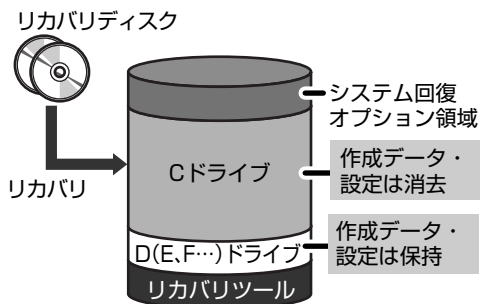 リカバリディスク
システム回復
オプション領域
Cドライブ
作成データ・
設定は消去
リカバリ
D(E、F…)ドライブ
作成データ・
設定は保持
リカバリツール